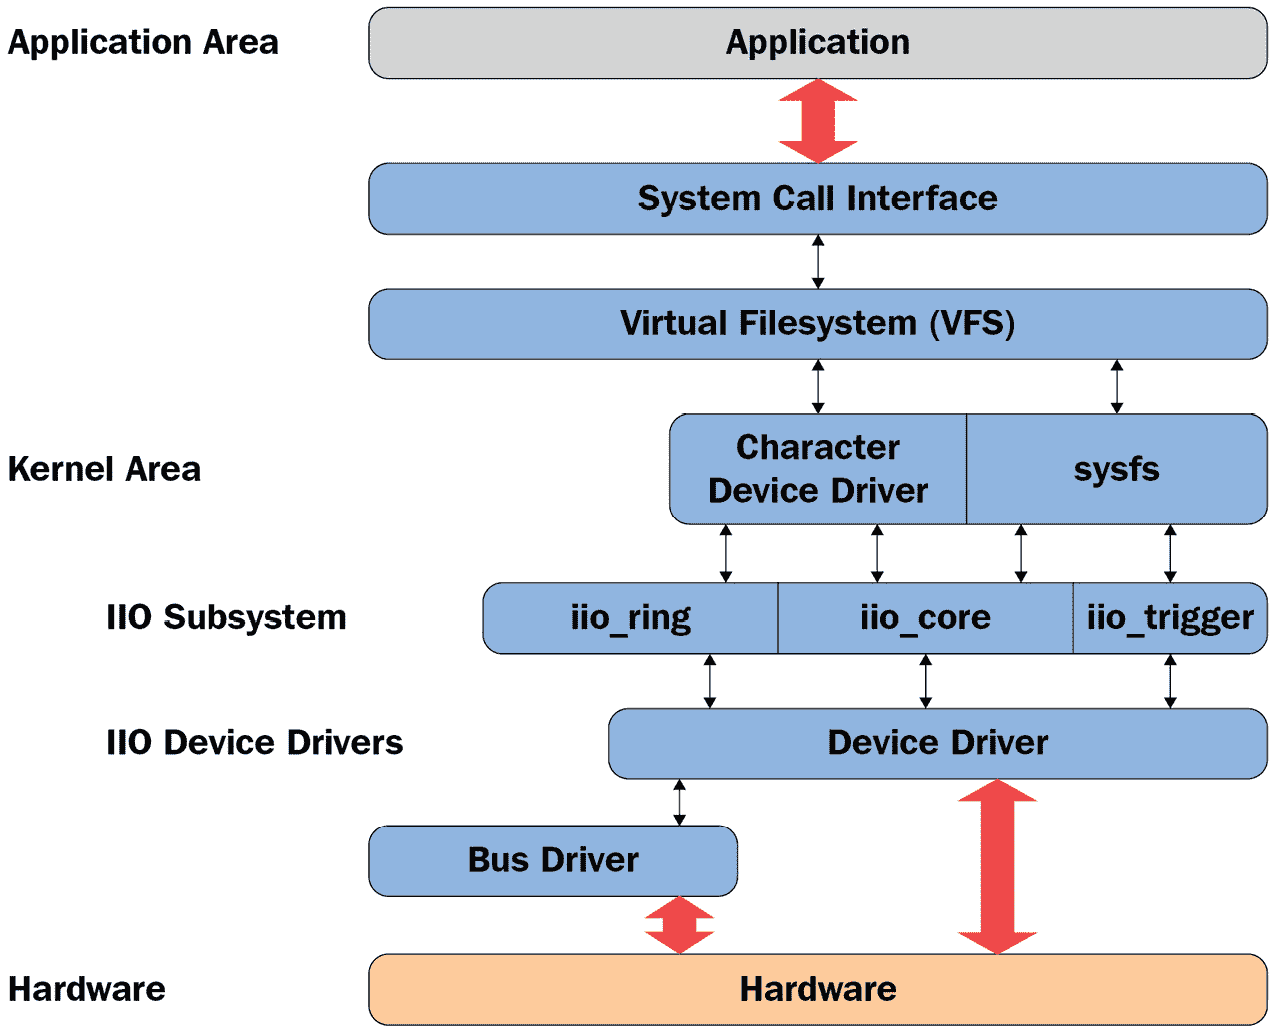 Application Area
Application
System Call Interface
Virtual Filesystem (VFS)
Kernel Area
Character
Device Driver
sysfs
IIO Subsystem
iio_ring
iio_core
iio_trigger
IIO Device Drivers
Device Driver
Bus Driver
Hardware
Hardware